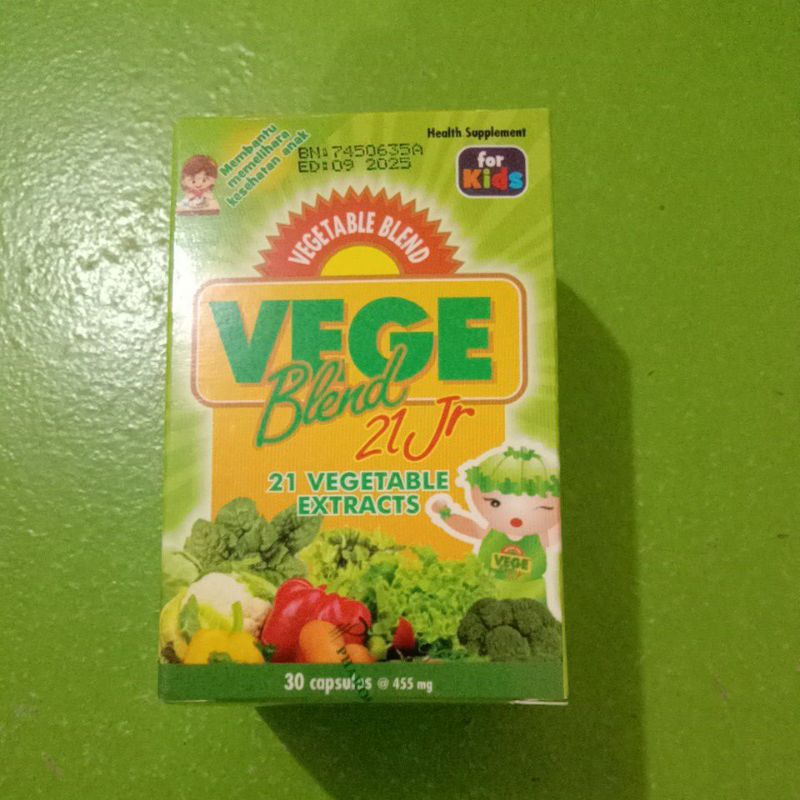 Membantu
memelihara
kesehatan anak
Health Supplement
BN:7450635A
ED:09 2025
for
Kids
VEGETABLE BLEND
VEGE
Blend
21 Jr
21 VEGETABLE
EXTRACTS
VEGE
30 capsules @ 455 mg